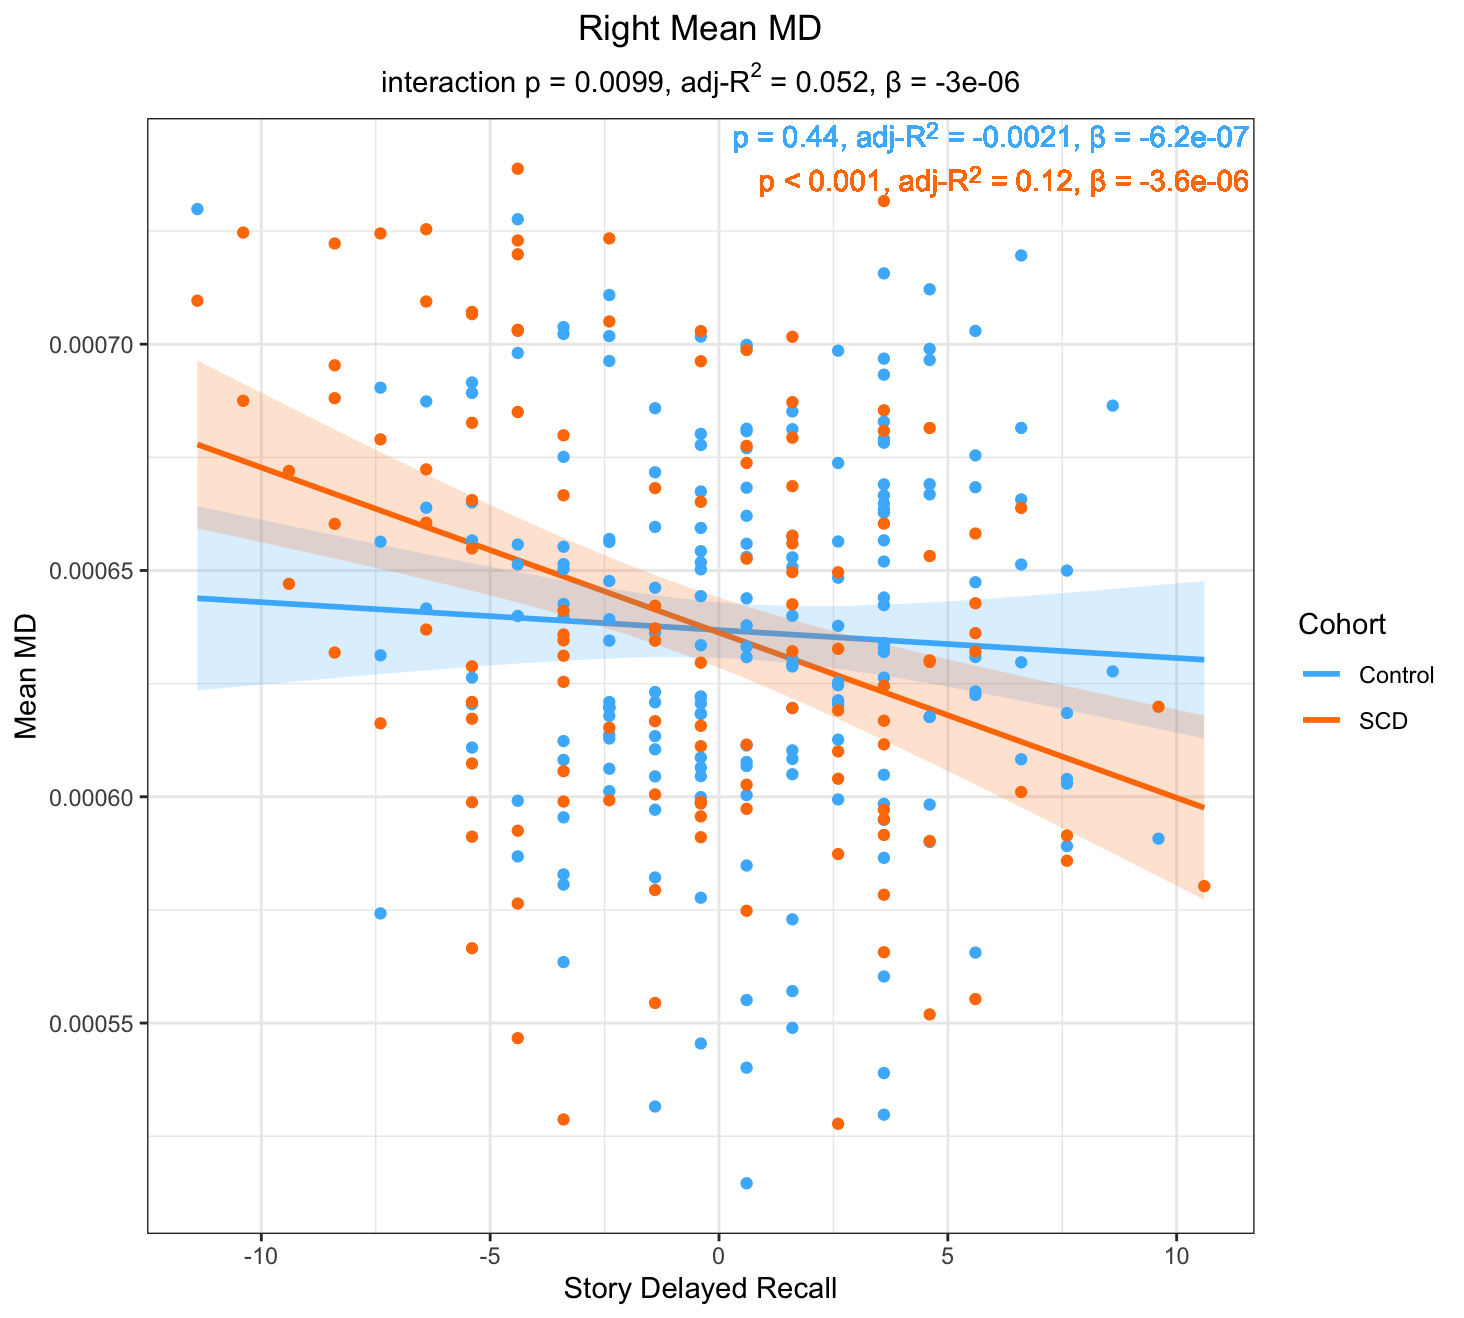 Right Mean MD
interaction p = 0.0099, adj-R² = 0.052, β = -3e-06
p = 0.44, adj-R² = -0.0021, β = -6.2e-07
p < 0.001, adj-R² = 0.12, β = -3.6e-06
Mean MD
0.00070
0.00065
0.00060
0.00055
-10 -5 0 5 10
Story Delayed Recall
Cohort
Control
SCD